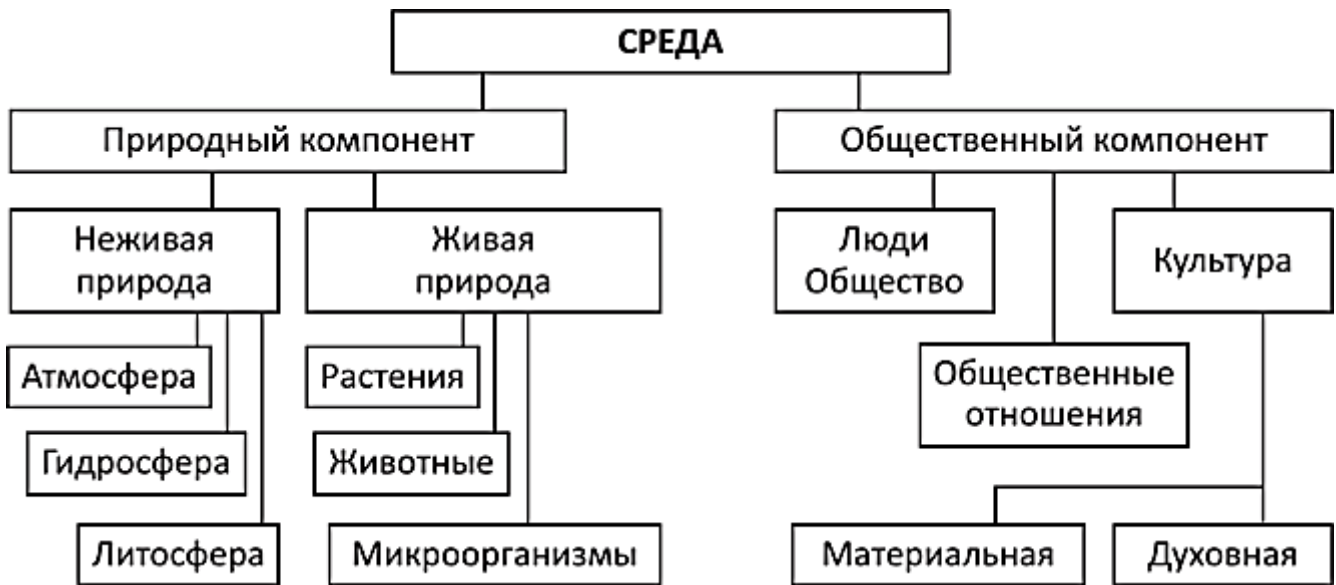 СРЕДА
Природный компонент
Общественный компонент
Неживая
природа
Живая
природа
Люди
Общество
Культура
Атмосфера
Растения
Общественные
отношения
Гидросфера
Животные
Литосфера
Микроорганизмы
Материальная
Духовная